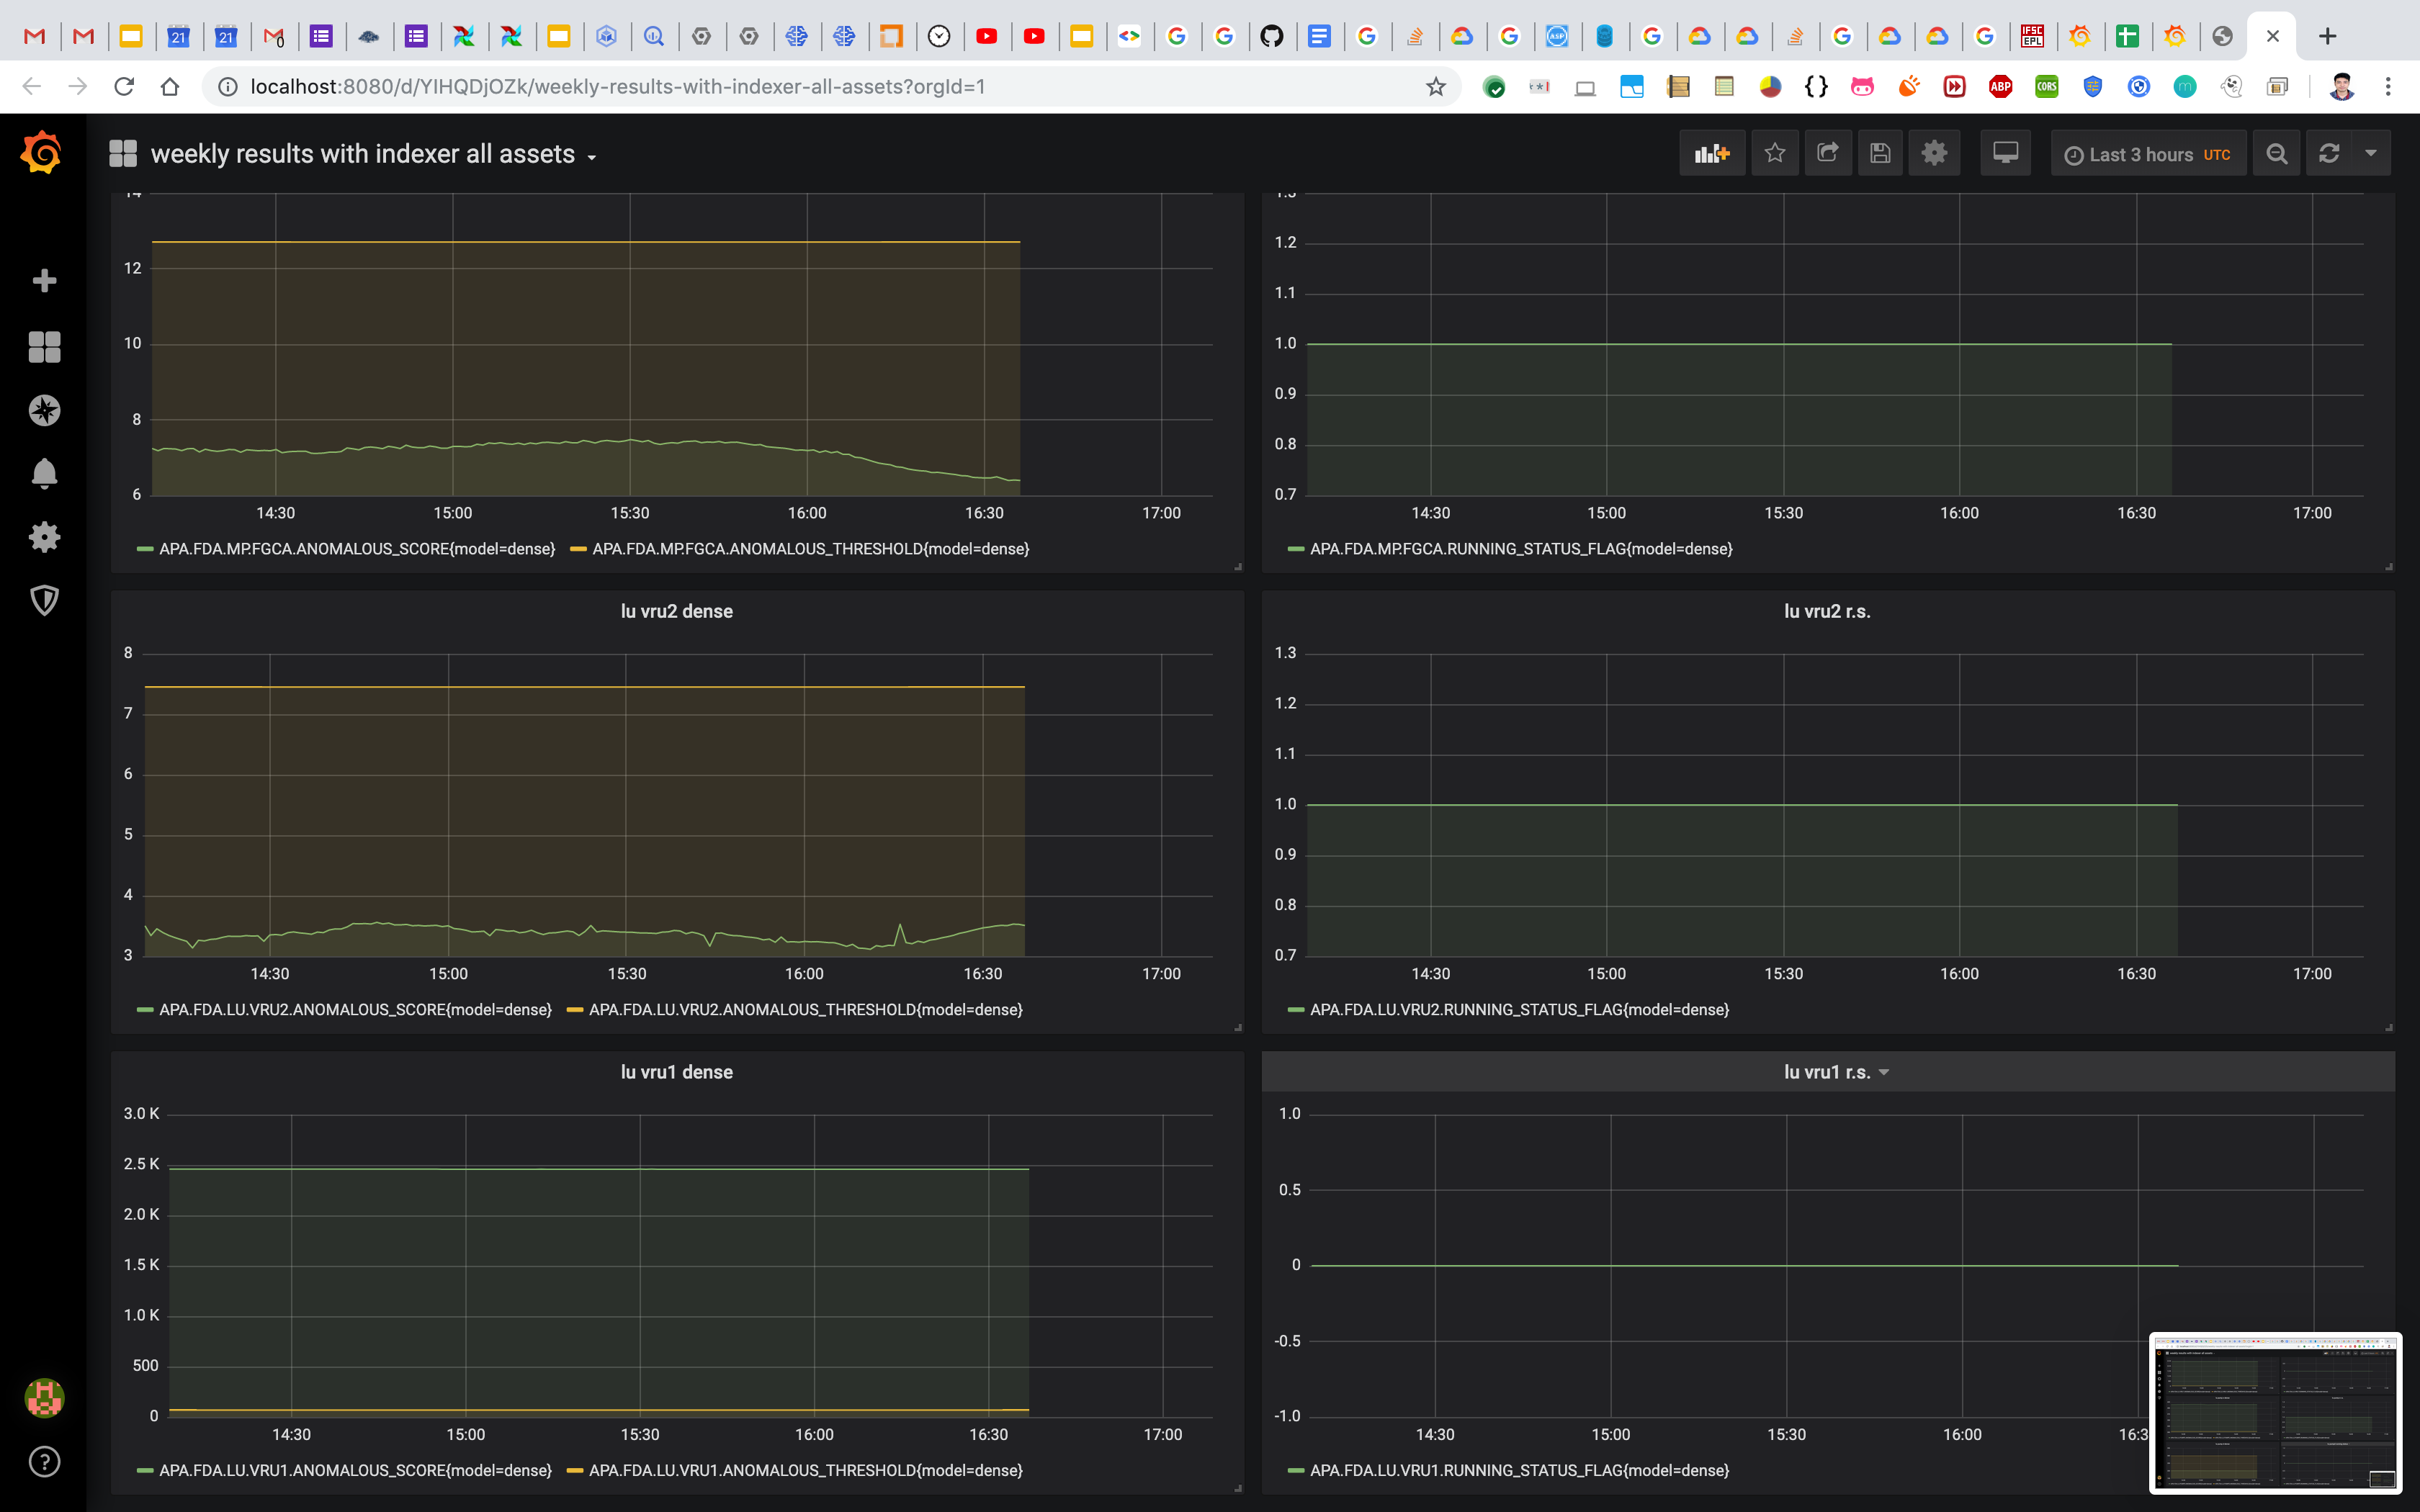 localhost:8080/d/YIHQDjOZk/weekly-results-with-indexer-all-assets?orgId=1
weekly results with indexer all assets
Last 3 hours UTC
14
12
10
8
6
14:30 15:00 15:30 16:00 16:30 17:00
APA.FDA.MP.FGCA.ANOMALOUS_SCORE{model=dense} APA.FDA.MP.FGCA.ANOMALOUS_THRESHOLD{model=dense}
1.3
1.2
1.1
1.0
0.9
0.8
0.7
14:30 15:00 15:30 16:00 16:30 17:00
APA.FDA.MP.FGCA.RUNNING_STATUS_FLAG{model=dense}
lu vru2 dense
8
7
6
5
4
3
14:30 15:00 15:30 16:00 16:30 17:00
APA.FDA.LU.VRU2.ANOMALOUS_SCORE{model=dense} APA.FDA.LU.VRU2.ANOMALOUS_THRESHOLD{model=dense}
lu vru2 r.s.
1.3
1.2
1.1
1.0
0.9
0.8
0.7
14:30 15:00 15:30 16:00 16:30 17:00
APA.FDA.LU.VRU2.RUNNING_STATUS_FLAG{model=dense}
lu vru1 dense
3.0 K
2.5 K
2.0 K
1.5 K
1.0 K
500
0
14:30 15:00 15:30 16:00 16:30 17:00
APA.FDA.LU.VRU1.ANOMALOUS_SCORE{model=dense} APA.FDA.LU.VRU1.ANOMALOUS_THRESHOLD{model=dense}
lu vru1 r.s.
1.0
0.5
0
-0.5
-1.0
14:30 15:00 15:30 16:00 16:3
APA.FDA.LU.VRU1.RUNNING_STATUS_FLAG{model=dense}
21
21
0
ASP
IFSC
EPL
ABP
CORS
m